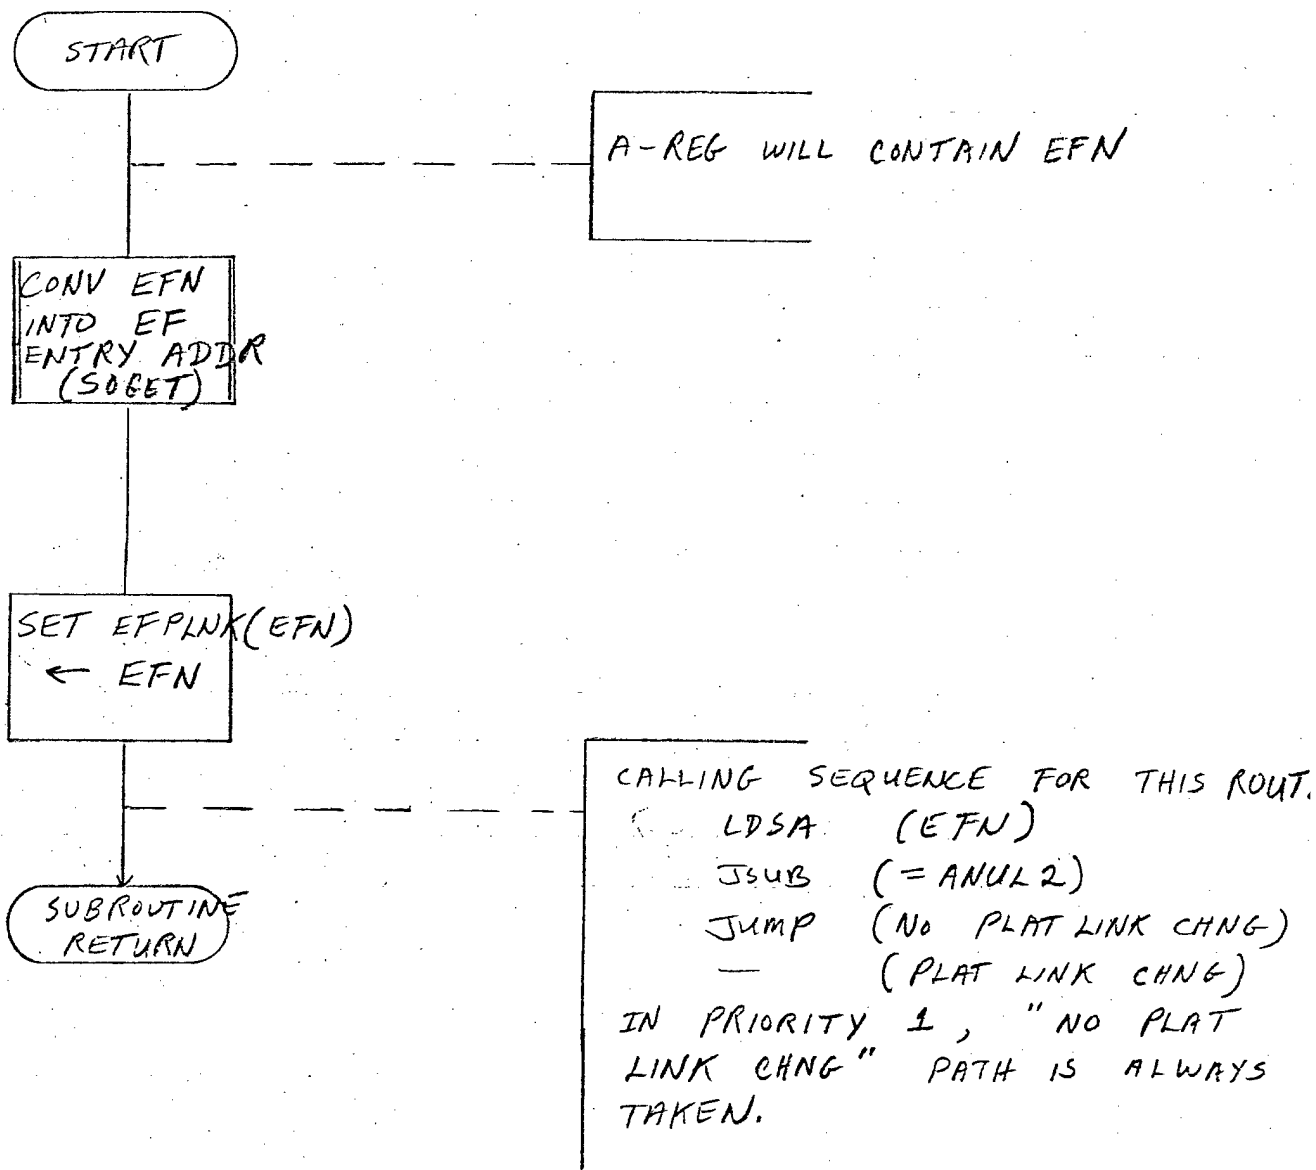 START
A-REG WILL CONTAIN EFN
CONV EFN
INTO EF
ENTRY ADDR
(SOGET)
SET EFPLNK(EFN)
← EFN
CALLING SEQUENCE FOR THIS ROUT.
LDSA (EFN)
JSUB (=ANUL2)
JUMP (NO PLAT LINK CHNG)
— (PLAT LINK CHNG)
IN PRIORITY 1, "NO PLAT
LINK CHNG" PATH IS ALWAYS
TAKEN.
SUBROUTINE
RETURN